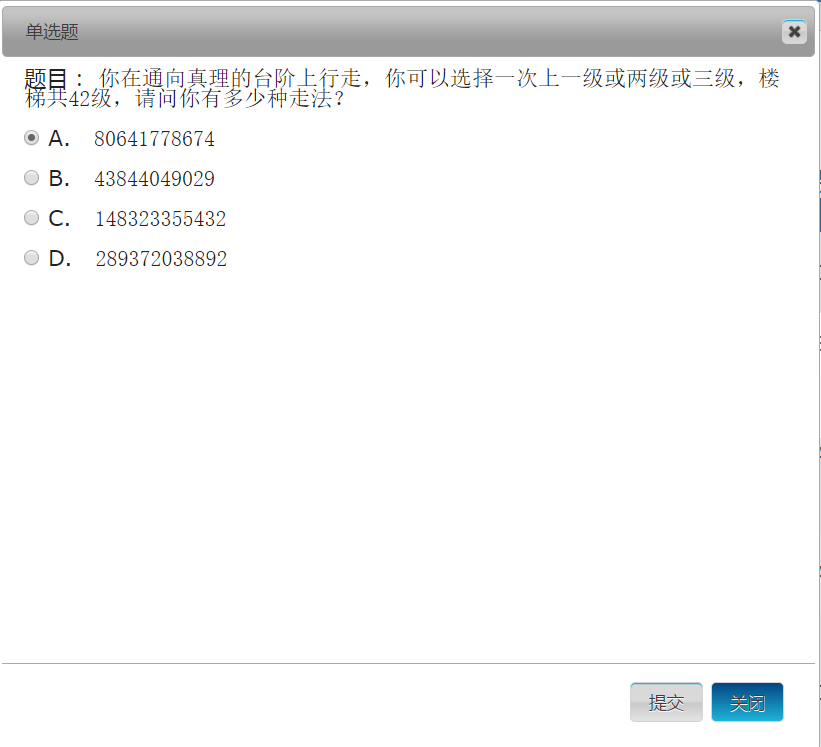 单选题
题目： 你在通向真理的台阶上行走，你可以选择一次上一级或两级或三级，楼
梯共42级，请问你有多少种走法？
A. 80641778674
B. 43844049029
C. 148323355432
D. 289372038892
提交 关闭